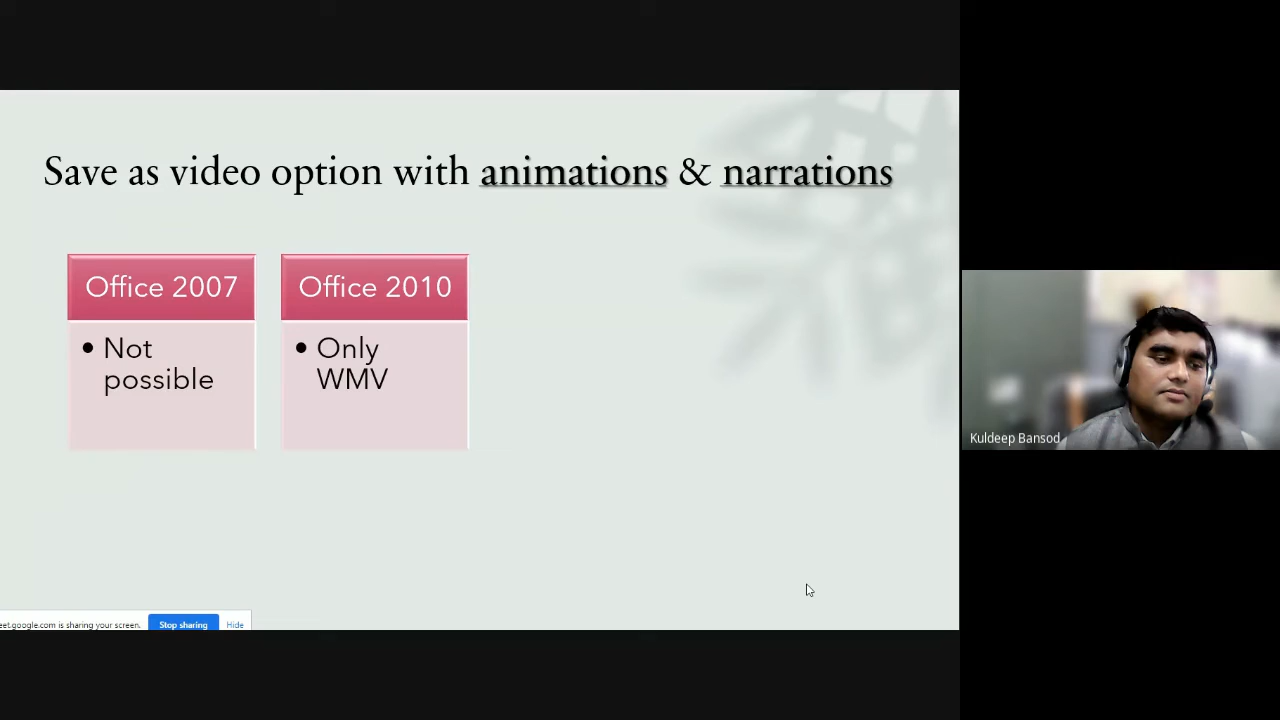 Save as video option with animations & narrations
Office 2007
• Not
possible
Office 2010
• Only
WMV
eet.google.com is sharing your screen.
Stop sharing
Hide
Kuldeep Bansod